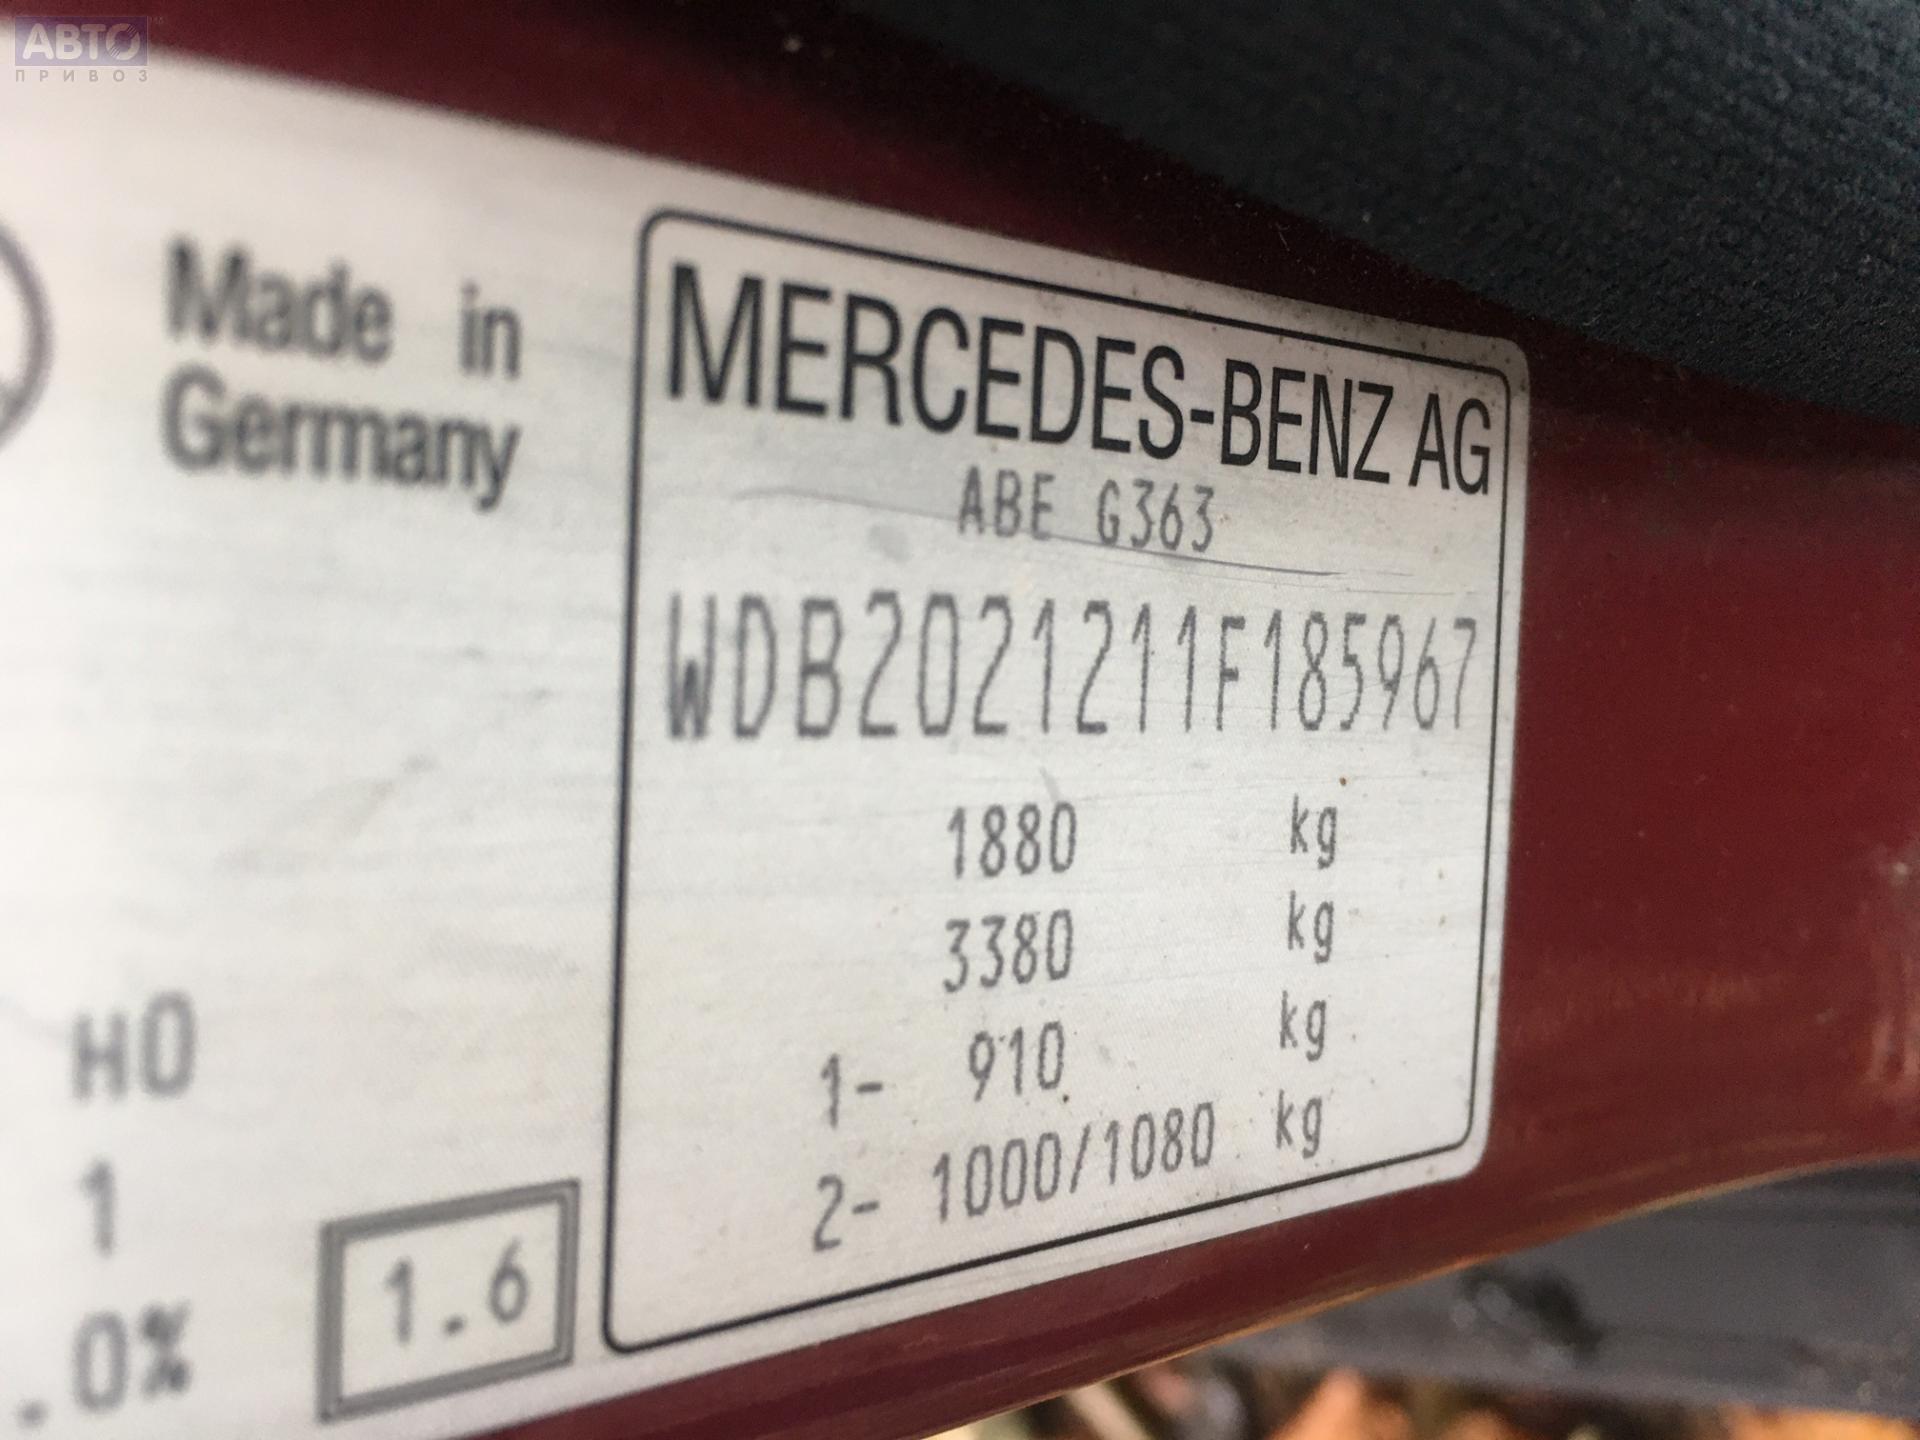 АВТО
ПРИВОЗ
Made in
Germany
MERCEDES-BENZ AG
ABE G363
WDB2021211F185967
1880 kg
3380 kg
1- 910 kg
2- 1000/1080 kg
H0
1
1.6
.0%